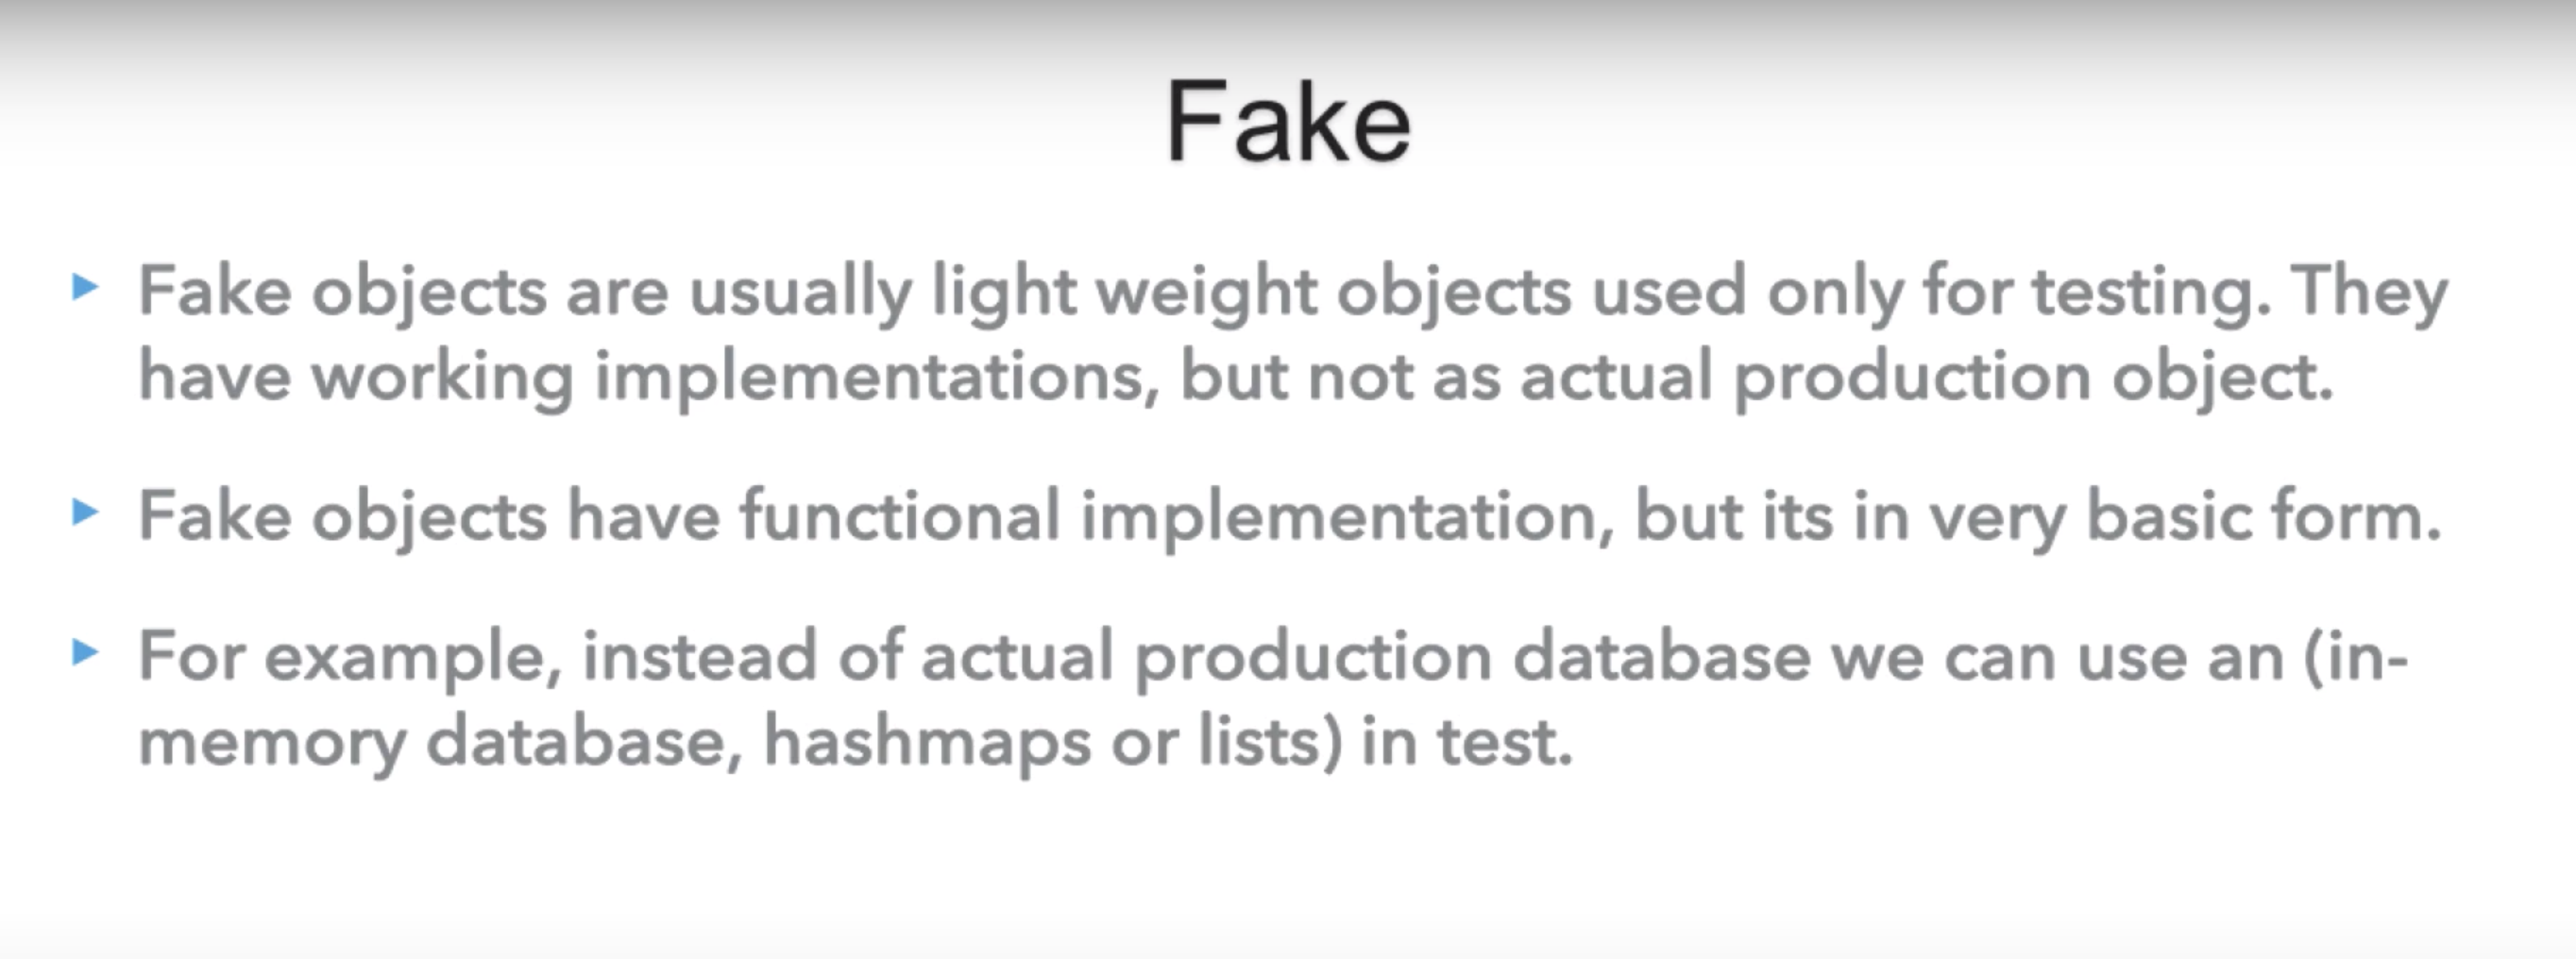 Fake
Fake objects are usually light weight objects used only for testing. They
have working implementations, but not as actual production object.
Fake objects have functional implementation, but its in very basic form.
For example, instead of actual production database we can use an (in-
memory database, hashmaps or lists) in test.